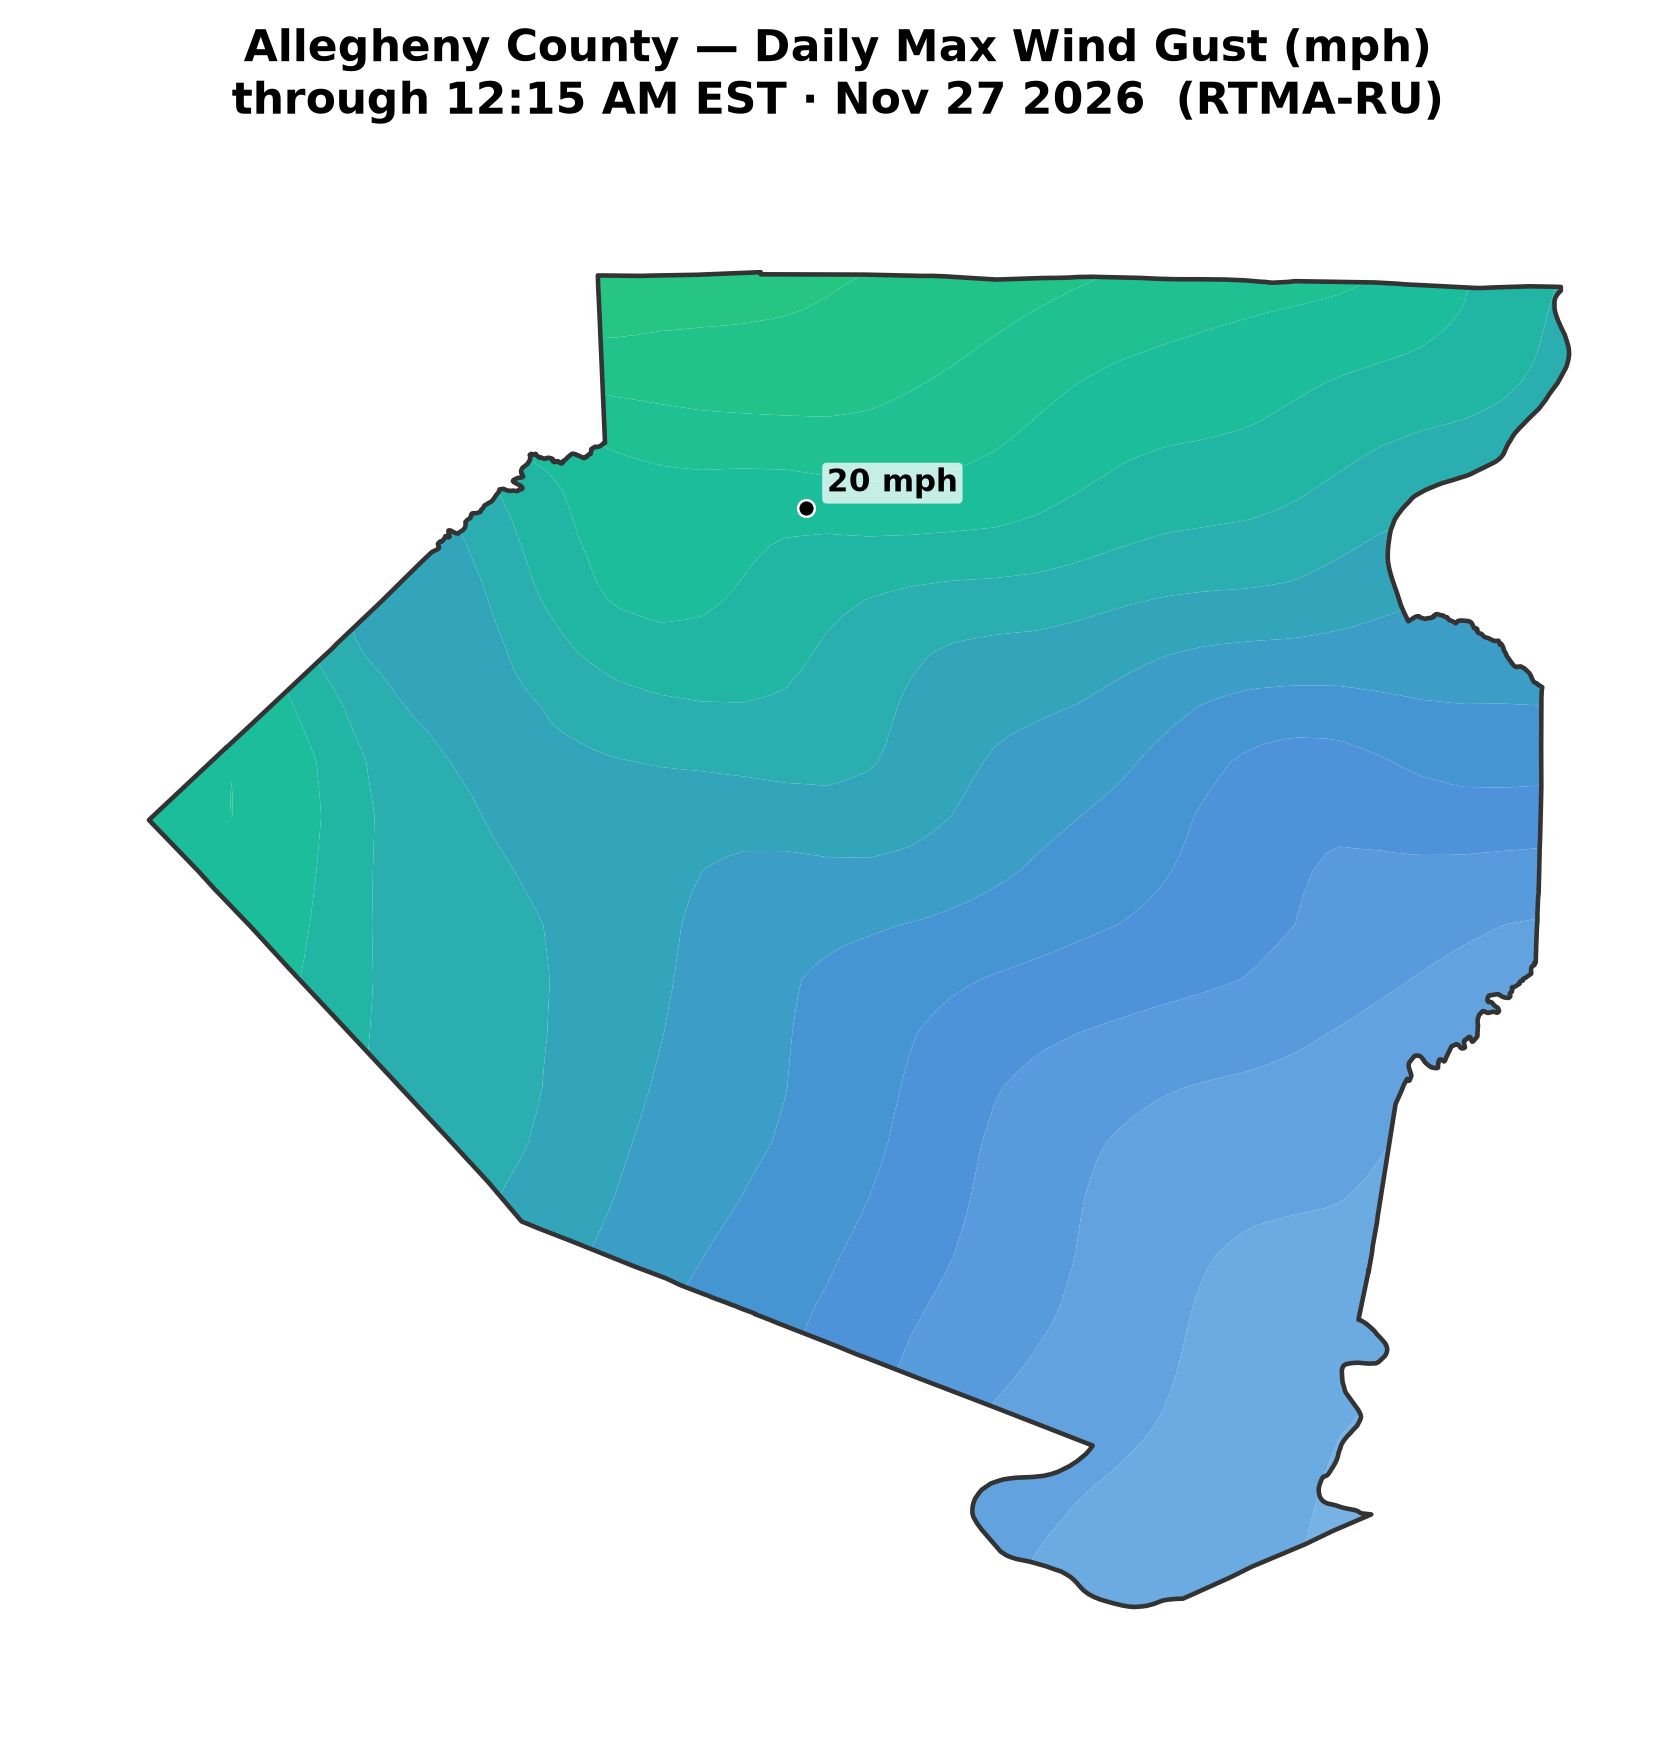 Allegheny County — Daily Max Wind Gust (mph)
through 12:15 AM EST · Nov 27 2026 (RTMA-RU)
20 mph